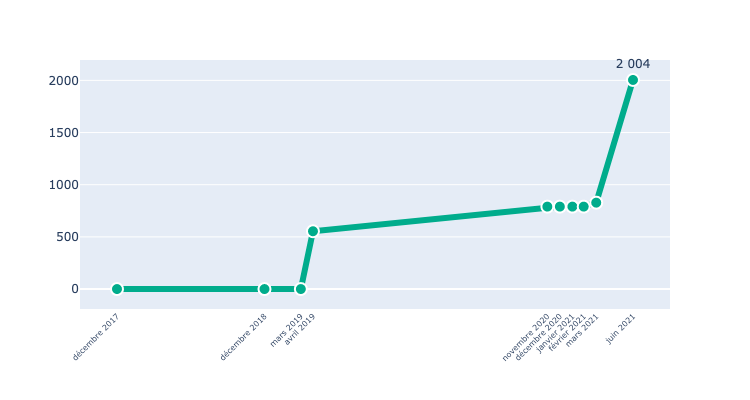 2 004
2000
1500
1000
500
0
décembre 2017
décembre 2018
mars 2019
avril 2019
novembre 2020
décembre 2020
janvier 2021
février 2021
mars 2021
juin 2021